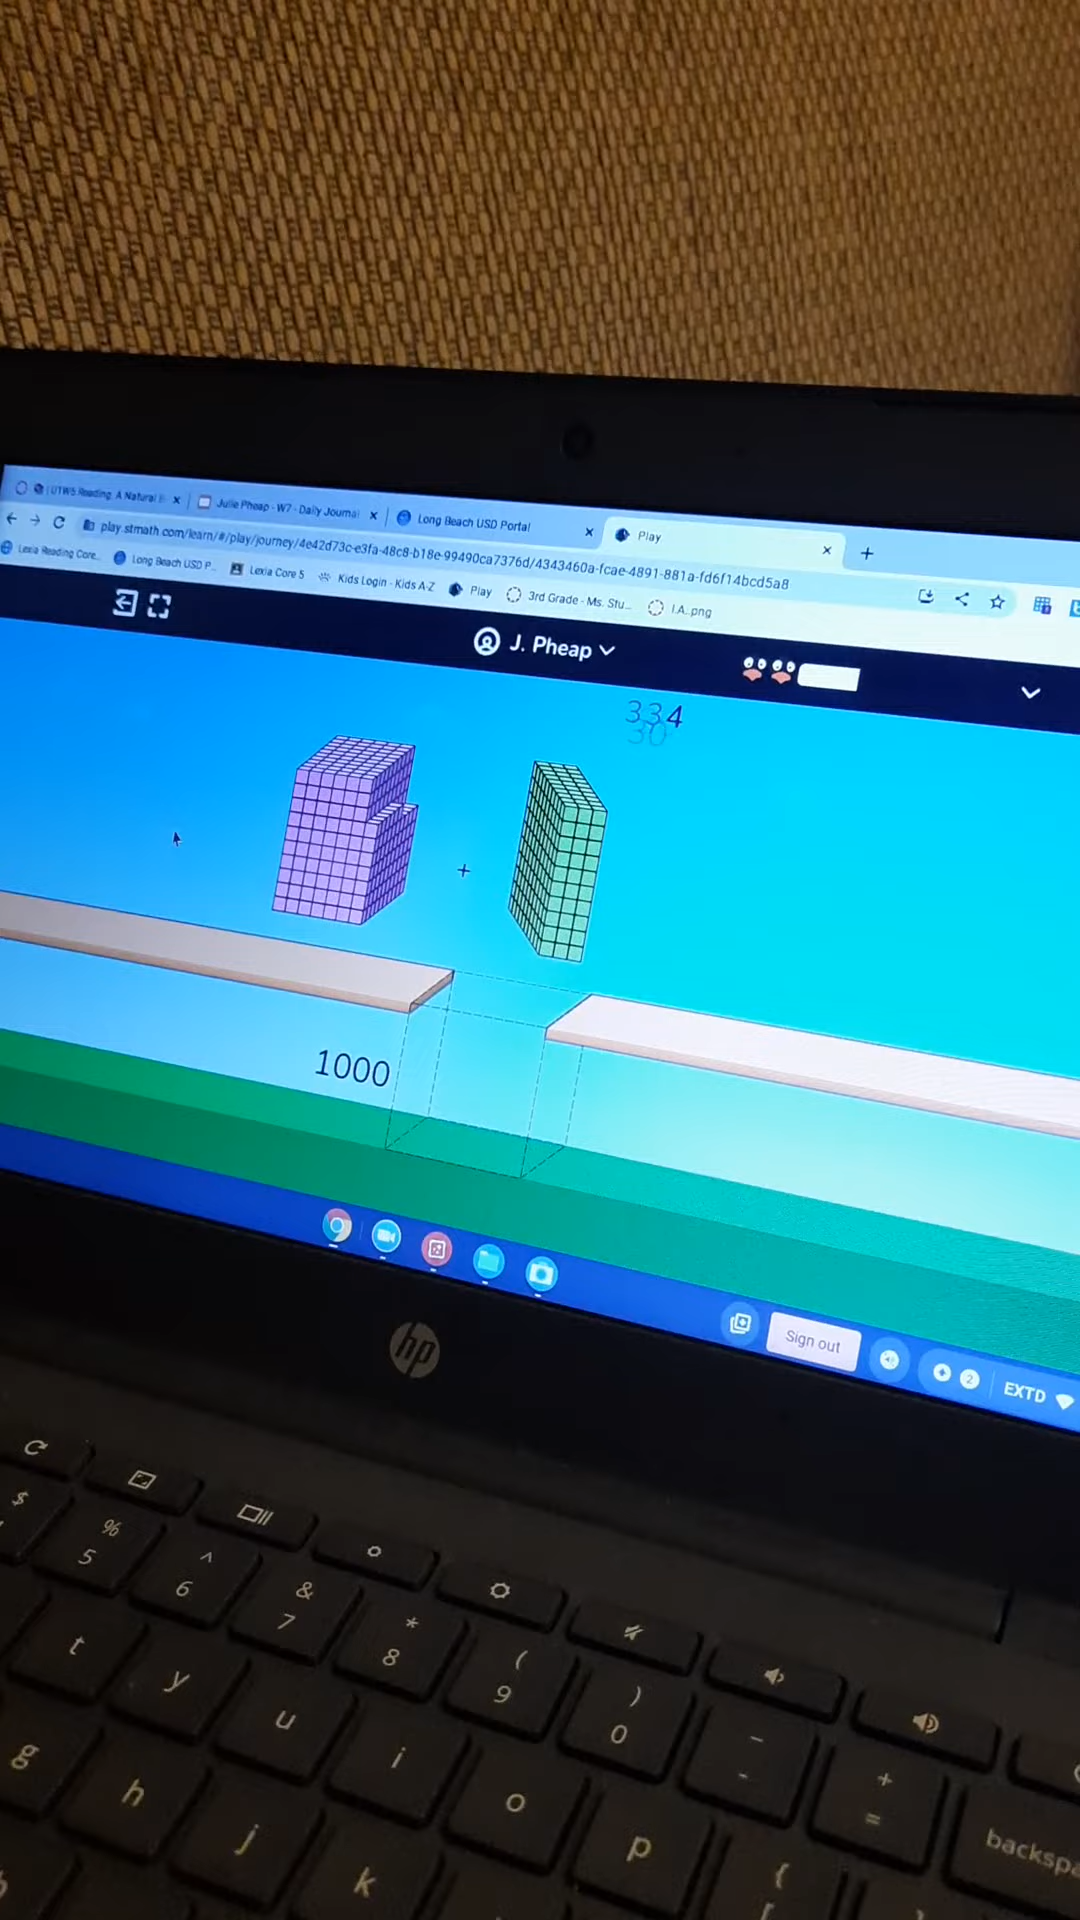 UTW5 Reading: A Natural
Julie Pheap - W7 - Daily Journal
Long Beach USD Portal
Play
play.stmath.com/learn/#/play/journey/4e42d73c-e3fa-48c8-b18e-99490ca7376d/4343460a-fcae-4891-881a-fd6f14bcd5a8
Lexia Reading Core...
Long Beach USD P...
Lexia Core 5
Kids Login - Kids A-Z
Play
3rd Grade - Ms. Stu...
I.A..png
J. Pheap
334
30
+
1000
Sign out
2
EXTD
hp
$
% 5
^ 6
& 7
* 8
( 9
) 0
- -
+ =
backspa
t y u i o p { [
g h j k